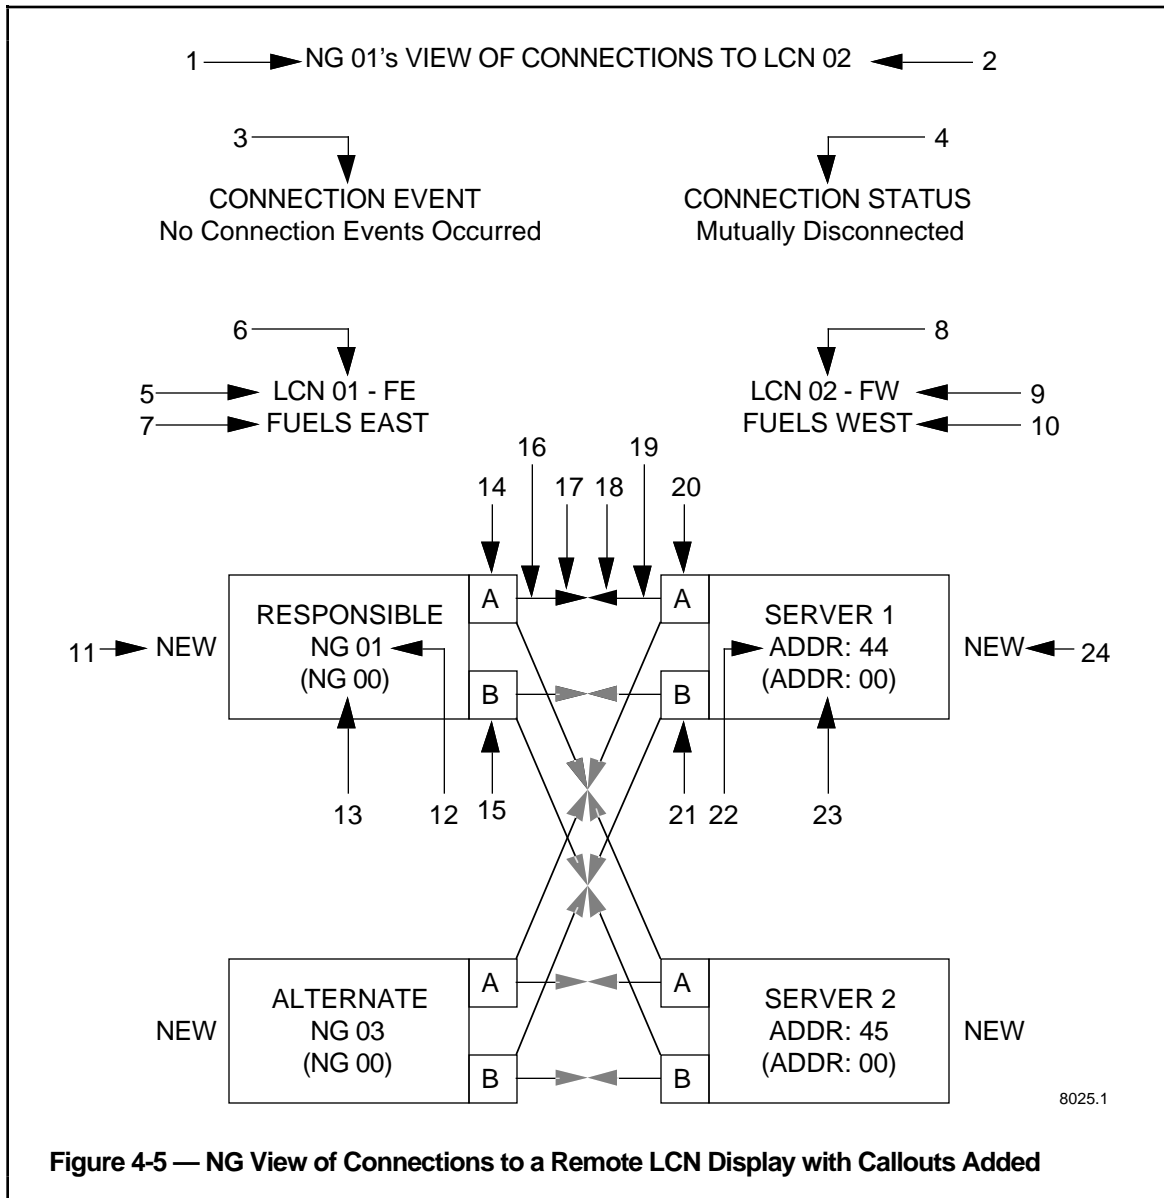 1 NG 01's VIEW OF CONNECTIONS TO LCN 02 2
3 4
CONNECTION EVENT CONNECTION STATUS
No Connection Events Occurred Mutually Disconnected
6 8
5 LCN 01 - FE LCN 02 - FW 9
7 FUELS EAST FUELS WEST 10
16 19
14 17 18 20
A A
RESPONSIBLE SERVER 1
11 NEW NG 01 ADDR: 44 NEW 24
(NG 00) B B (ADDR: 00)
13 12 15 21 22 23
A A
ALTERNATE SERVER 2
NEW NG 03 ADDR: 45 NEW
(NG 00) (ADDR: 00)
B B
8025.1
Figure 4-5 — NG View of Connections to a Remote LCN Display with Callouts Added